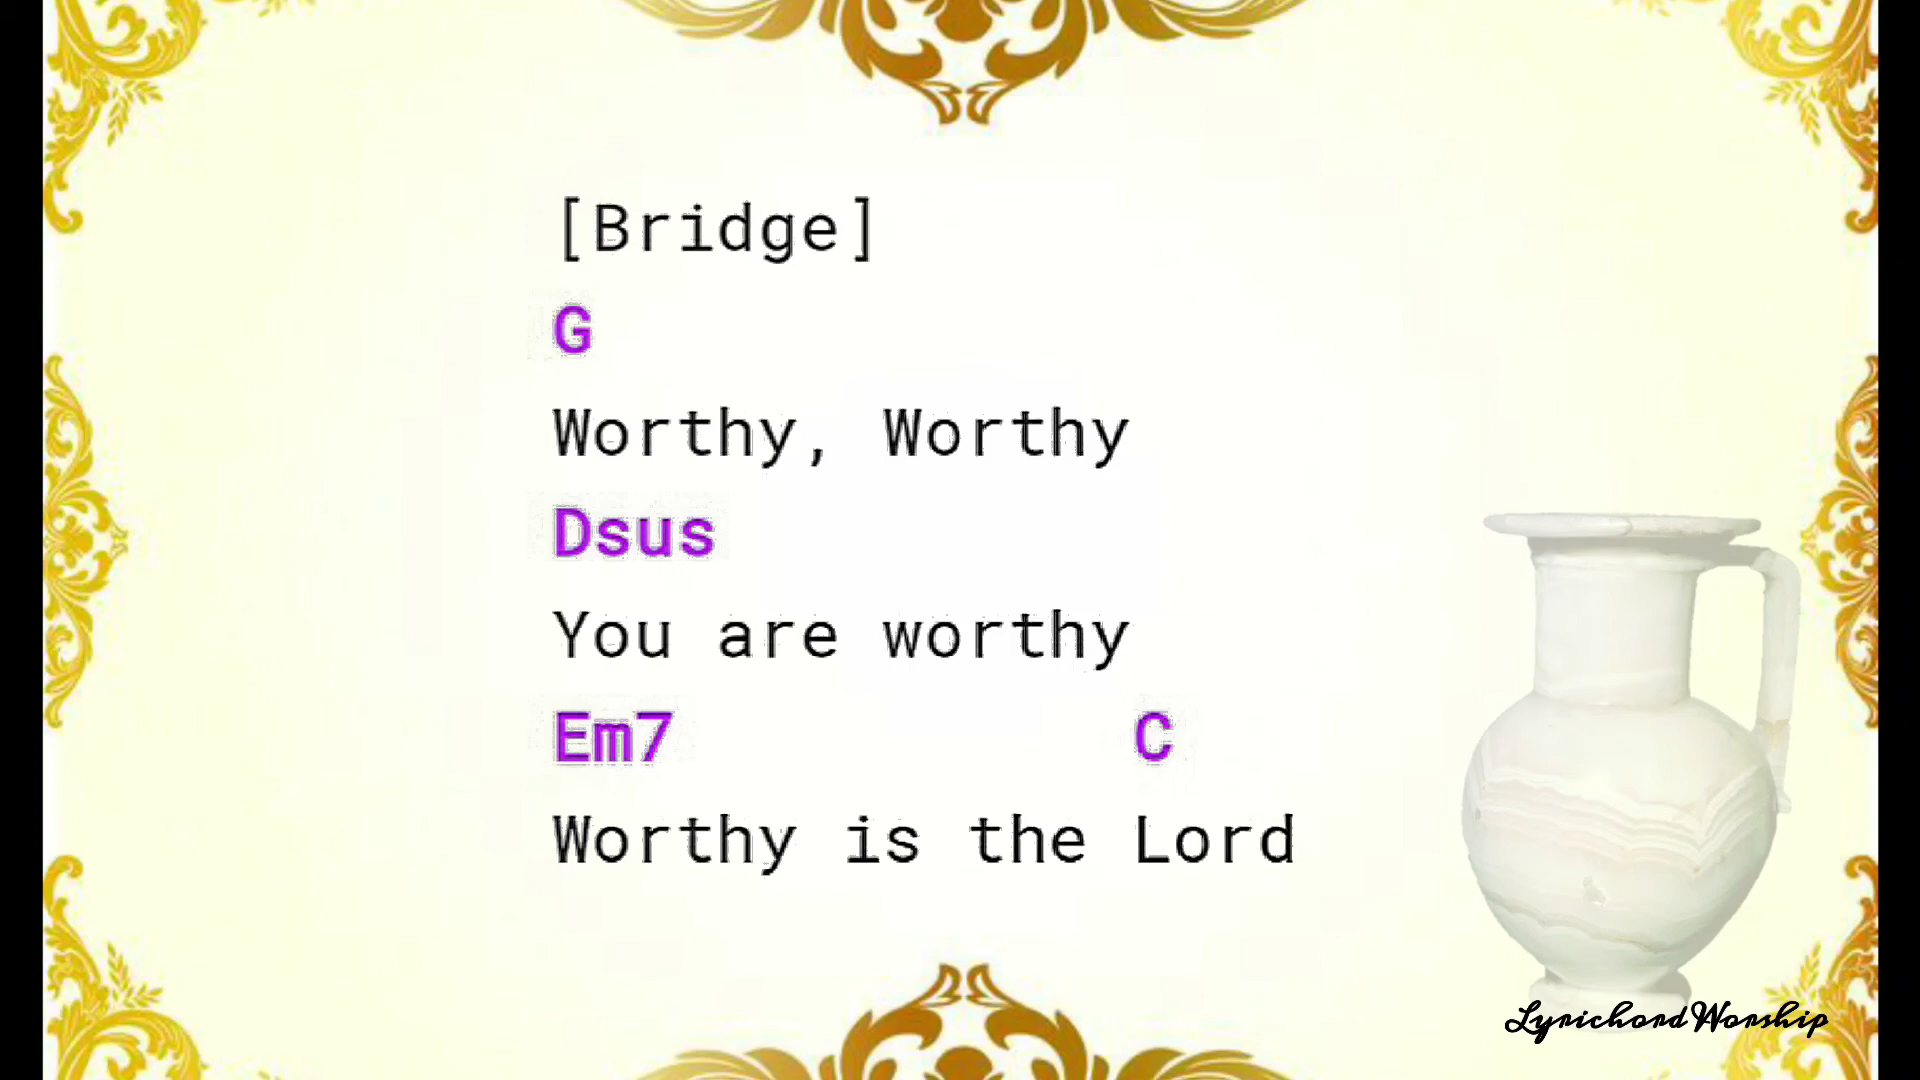 [Bridge]
G
Worthy, Worthy
Dsus
You are worthy
Em7 C
Worthy is the Lord
LyrichordWorship